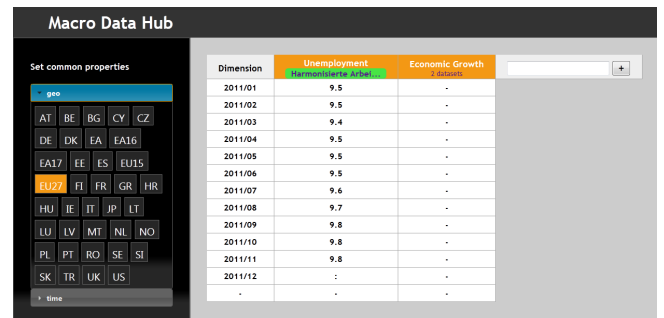 Macro Data Hub
Set common properties
geo
AT BE BG CY CZ
DE DK EA EA16
EA17 EE ES EU15
EU27 FI FR GR HR
HU IE IT JP LT
LU LV MT NL NO
PL PT RO SE SI
SK TR UK US
time
Dimension Unemployment Economic Growth
Harmonisierte Arbei... 2 datasets
+
2011/01 9.5 -
2011/02 9.5 -
2011/03 9.4 -
2011/04 9.5 -
2011/05 9.5 -
2011/06 9.5 -
2011/07 9.6 -
2011/08 9.7 -
2011/09 9.8 -
2011/10 9.8 -
2011/11 9.8 -
2011/12 : -
- - -